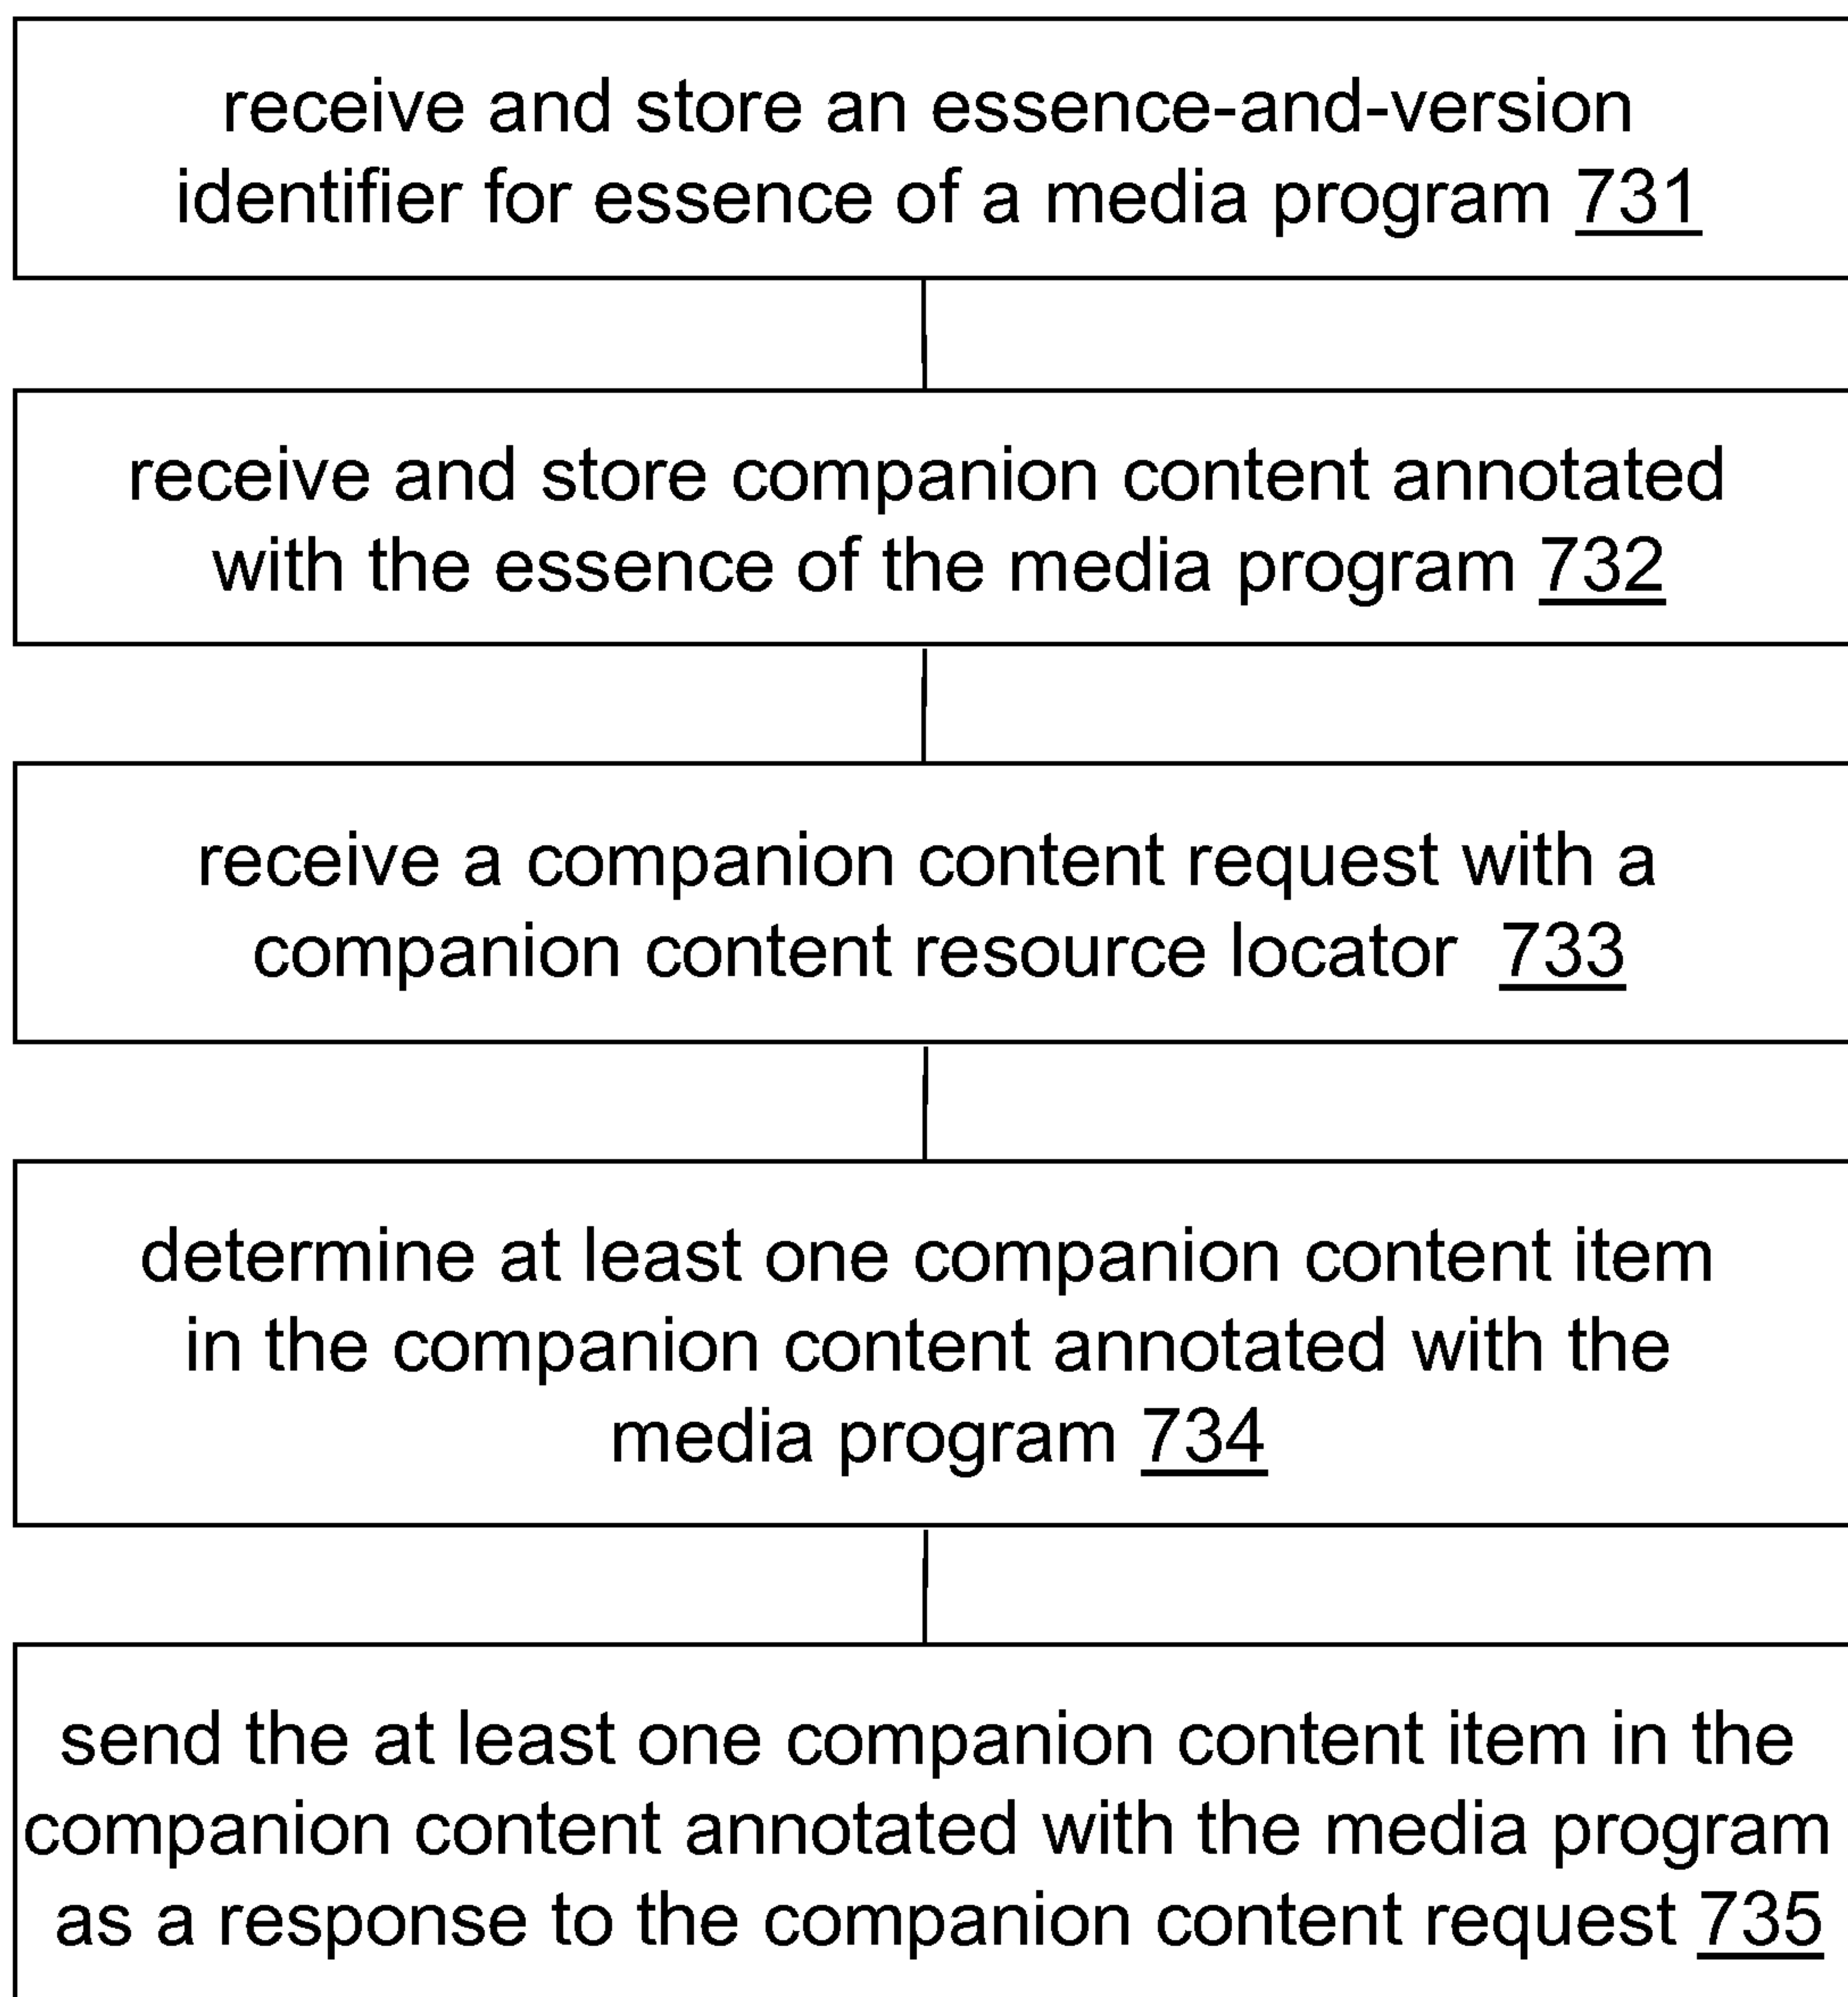 receive and store an essence-and-version
identifier for essence of a media program 731
receive and store companion content annotated
with the essence of the media program 732
receive a companion content request with a
companion content resource locator 733
determine at least one companion content item
in the companion content annotated with the
media program 734
send the at least one companion content item in the
companion content annotated with the media program
as a response to the companion content request 735